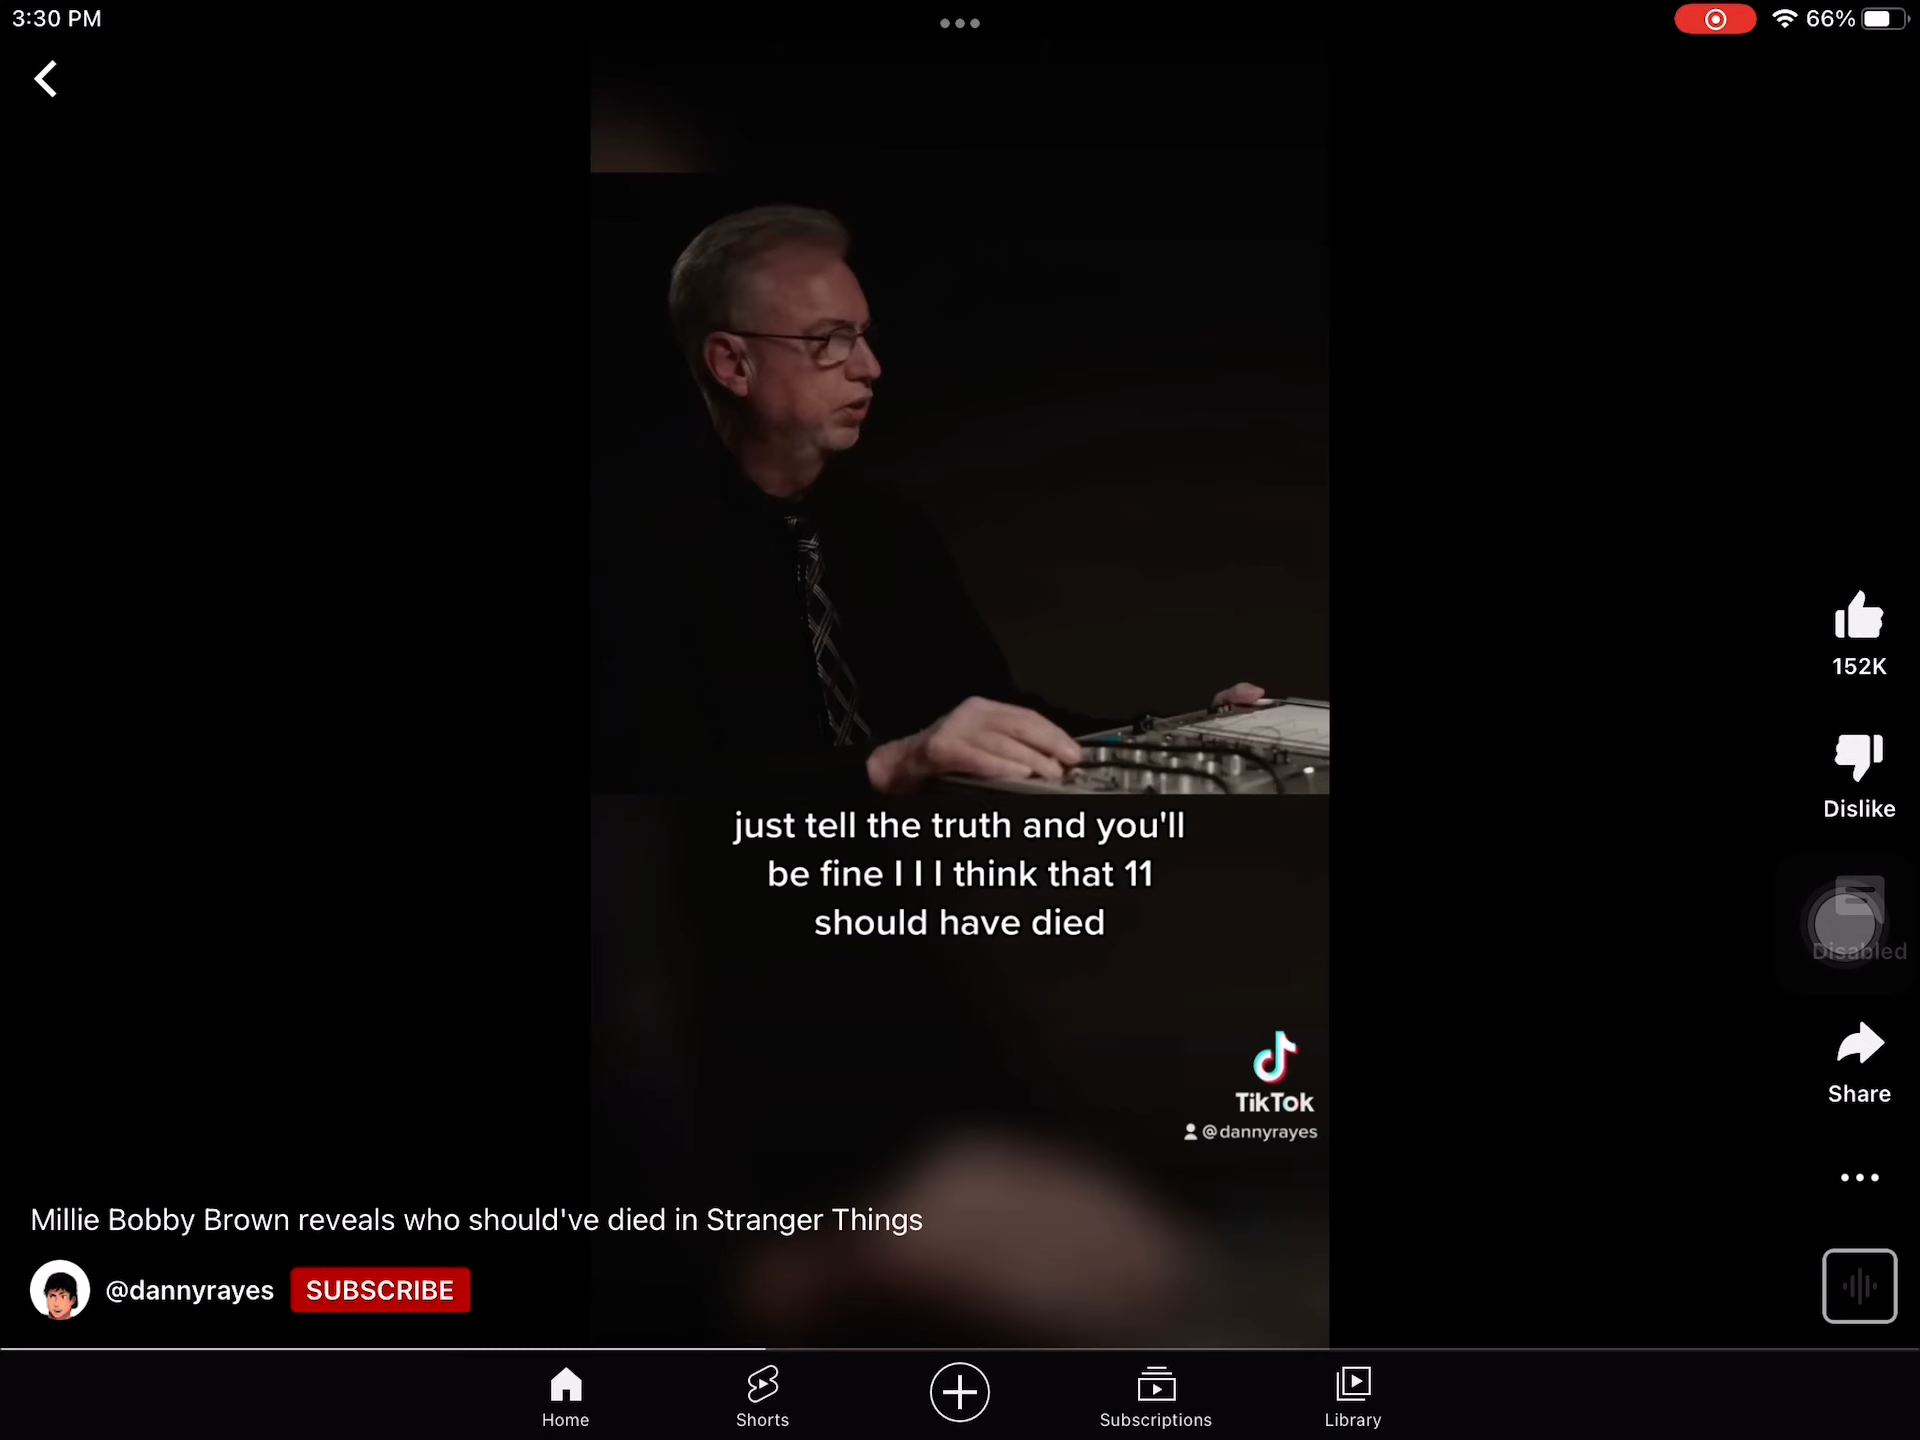 3:30 PM
66%
just tell the truth and you'll
be fine I I I think that 11
should have died
152K
Dislike
Disabled
Share
TikTok
@dannyrayes
Millie Bobby Brown reveals who should've died in Stranger Things
@dannyrayes
SUBSCRIBE
Home
Shorts
Subscriptions
Library